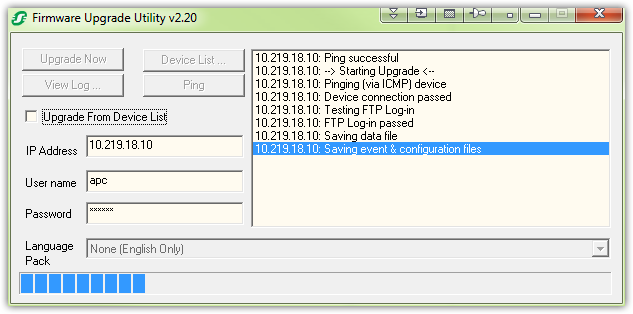 Firmware Upgrade Utility v2.20
Upgrade Now
Device List ...
View Log ...
Ping
Upgrade From Device List
IP Address
10.219.18.10
User name
apc
Password
××××××
Language
Pack
None (English Only)
10.219.18.10: Ping successful
10.219.18.10: --> Starting Upgrade <--
10.219.18.10: Pinging (via ICMP) device
10.219.18.10: Device connection passed
10.219.18.10: Testing FTP Log-in
10.219.18.10: FTP Log-in passed
10.219.18.10: Saving data file
10.219.18.10: Saving event & configuration files